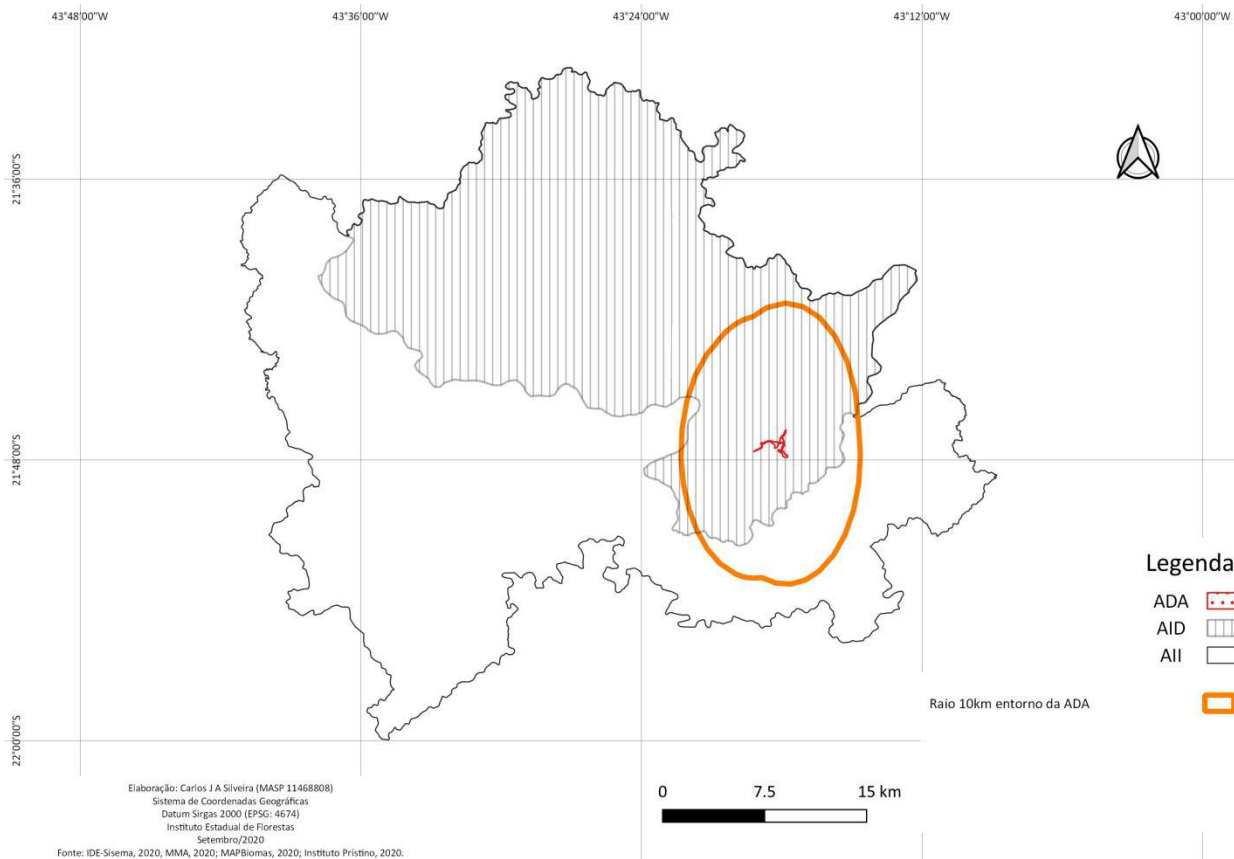 43°48'00"W
43°36'00"W
43°24'00"W
43°12'00"W
43°00'00"W
21°36'00"S
21°48'00"S
22°00'00"S
Legenda
ADA
AID
AII
Raio 10km entorno da ADA
0 7.5 15 km
Elaboração: Carlos J A Silveira (MASP 11468808)
Sistema de Coordenadas Geográficas
Datum Sirgas 2000 (EPSG: 4674)
Instituto Estadual de Florestas
Setembro/2020
Fonte: IDE-Sisema, 2020, MMA, 2020; MAPBiomas, 2020; Instituto Prístino, 2020.